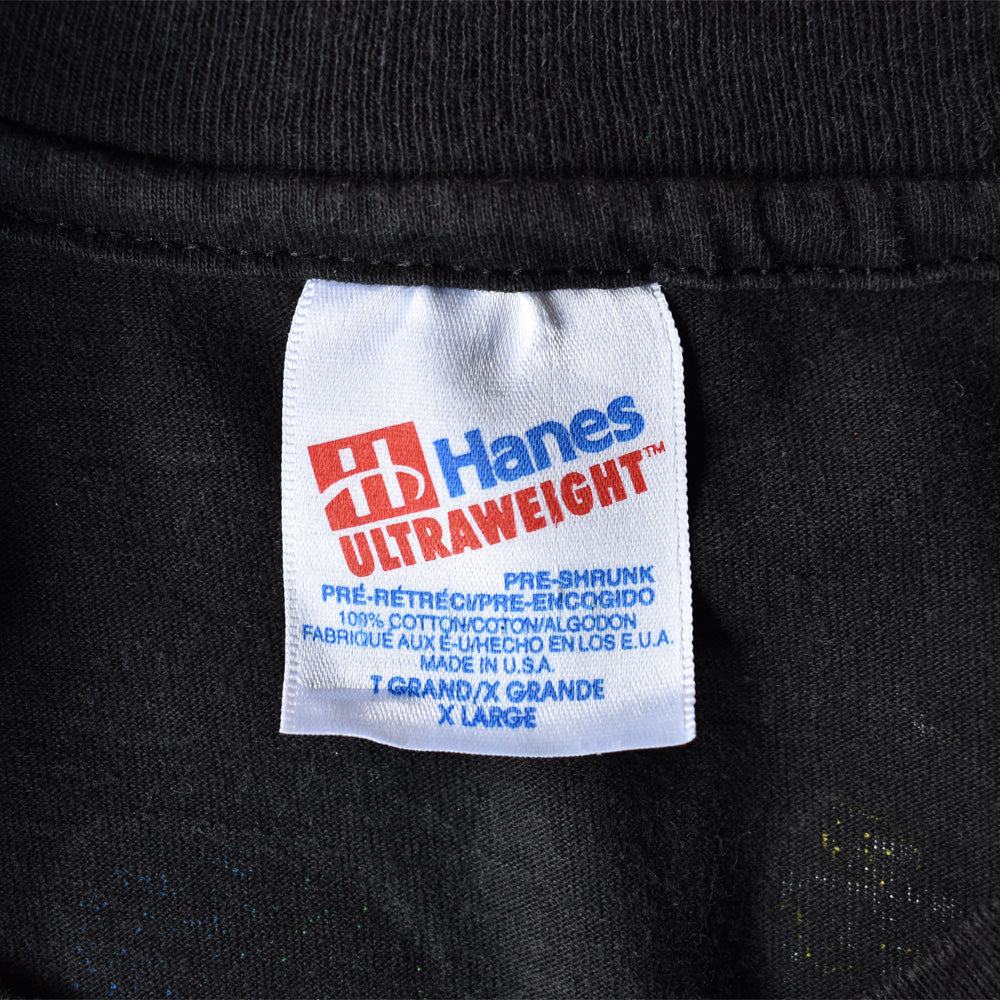 H Hanes
ULTRAWEIGHT™
PRE-SHRUNK
PRÉ-RÉTRÉCI/PRE-ENCOGIDO
100% COTTON/COTON/ALGODON
FABRIQUE AUX É-U/HECHO EN LOS E.U.A.
MADE IN U.S.A.
T GRAND/X GRANDE
X LARGE